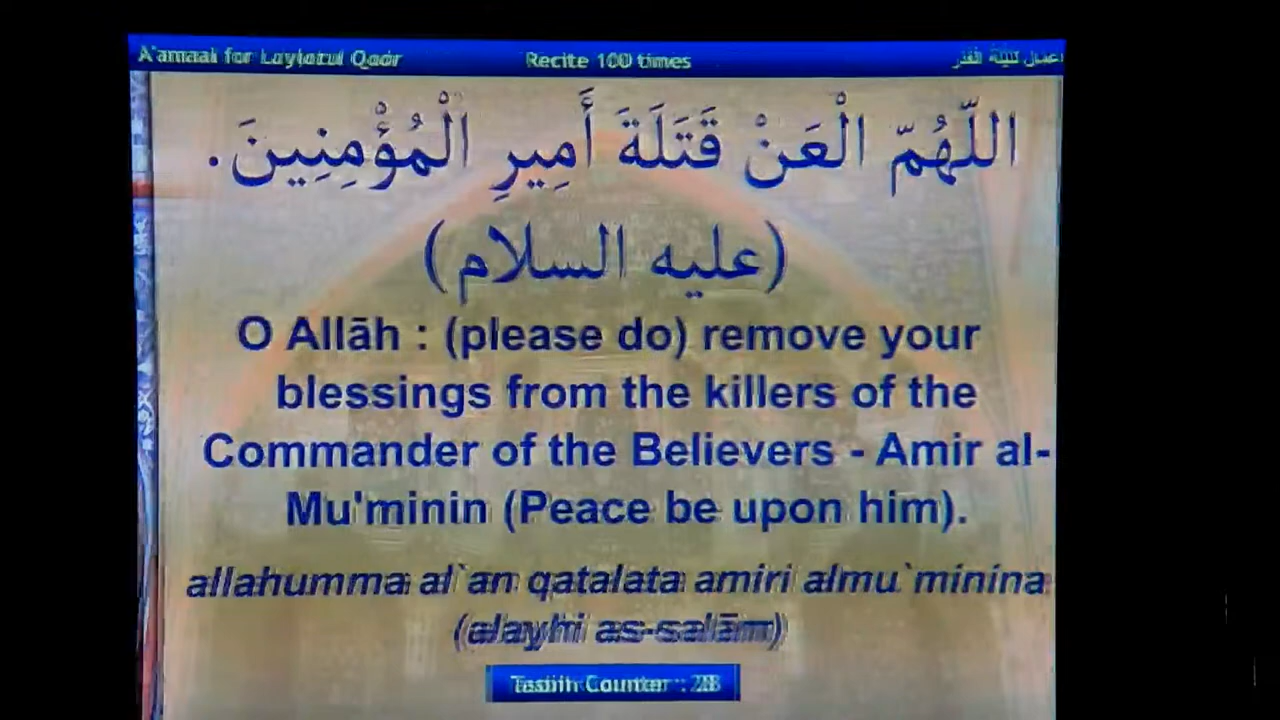 A'amaal for Laylatul Qadr
Recite 100 times
اعمال لليلة القدر
اللّهُمّ الْعَنْ قَتَلَةَ أَمِيرِ الْمُؤْمِنِينَ.
(عليه السلام)
O Allāh : (please do) remove your
blessings from the killers of the
Commander of the Believers - Amir al-
Mu'minin (Peace be upon him).
allahumma al`an qatalata amiri almu`minina
(alayhi as-salām)
Tasbih Counter :